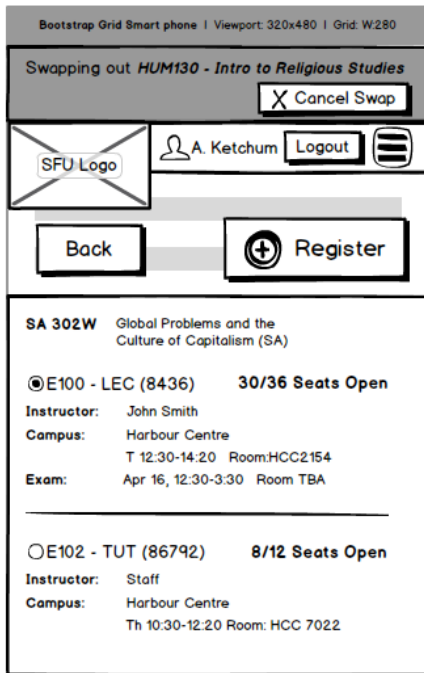 Bootstrap Grid Smart phone | Viewport: 320x480 | Grid: W:280
Swapping out HUM130 - Intro to Religious Studies
X Cancel Swap
SFU Logo
A. Ketchum
Logout
Back
Register
SA 302W Global Problems and the
Culture of Capitalism (SA)
E100 - LEC (8436) 30/36 Seats Open
Instructor: John Smith
Campus: Harbour Centre
T 12:30-14:20 Room:HCC2154
Exam: Apr 16, 12:30-3:30 Room TBA
E102 - TUT (86792) 8/12 Seats Open
Instructor: Staff
Campus: Harbour Centre
Th 10:30-12:20 Room: HCC 7022